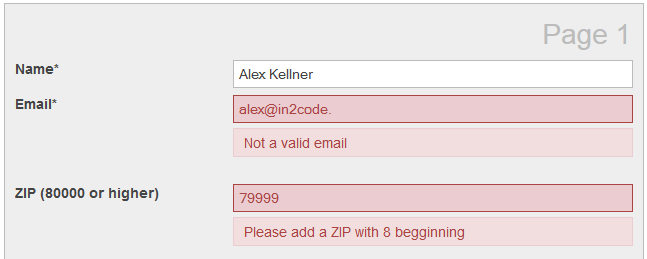 Page 1
Name*
Alex Kellner
Email*
alex@in2code.
Not a valid email
ZIP (80000 or higher)
79999
Please add a ZIP with 8 begginning